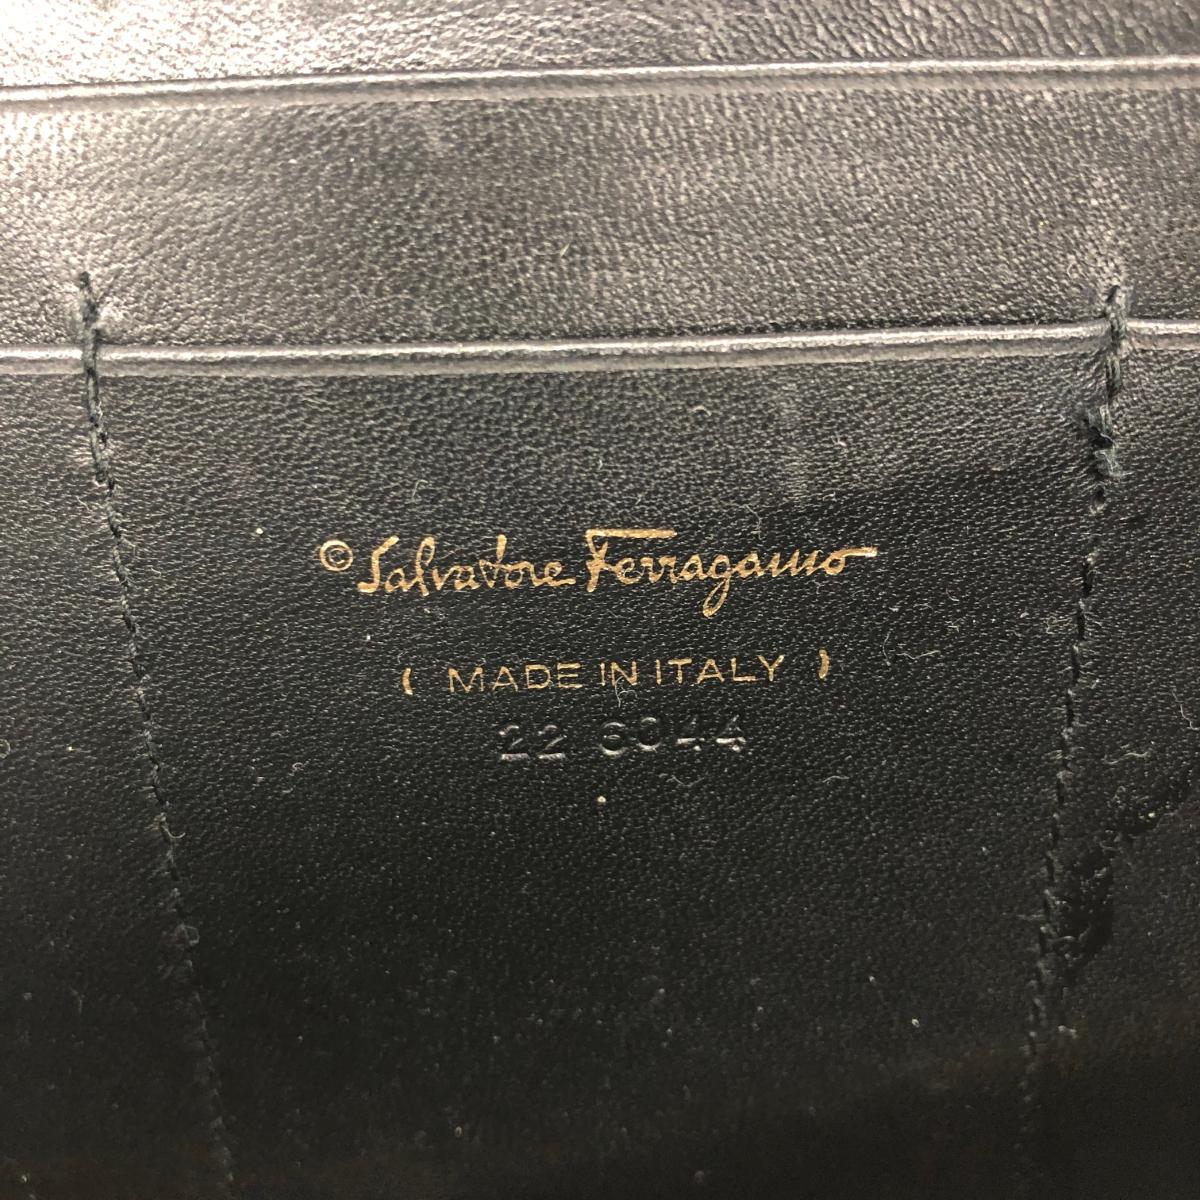 © Salvatore Ferragamo
( MADE IN ITALY )
22 6044